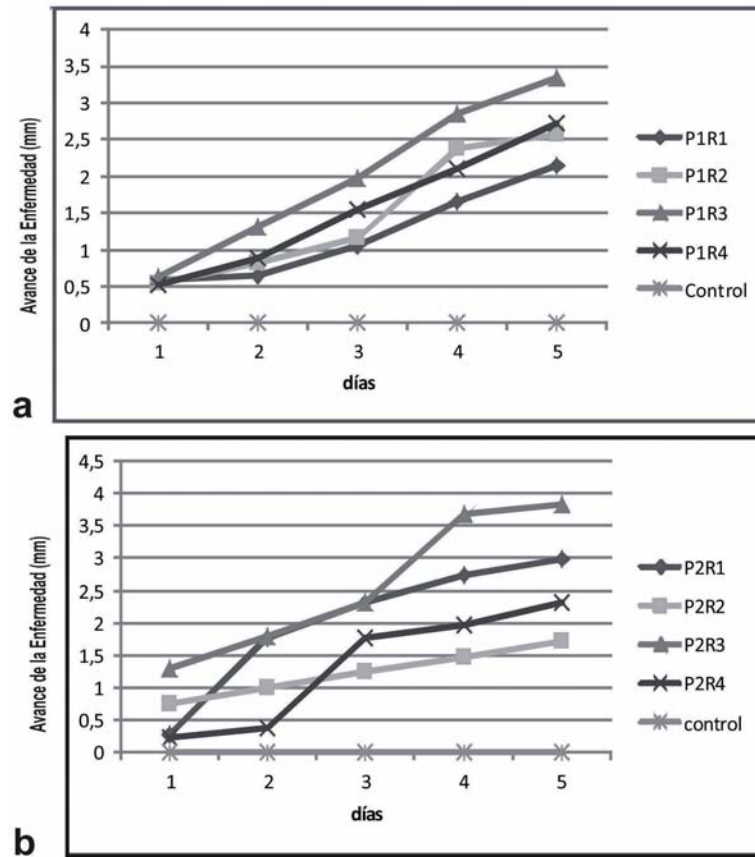 4
3,5
3
2,5
2
1,5
1
0,5
0
Avance de la Enfermedad (mm)
1 2 3 4 5
días
P1R1
P1R2
P1R3
P1R4
Control
a
4,5
4
3,5
3
2,5
2
1,5
1
0,5
0
Avance de la Enfermedad (mm)
1 2 3 4 5
días
P2R1
P2R2
P2R3
P2R4
control
b